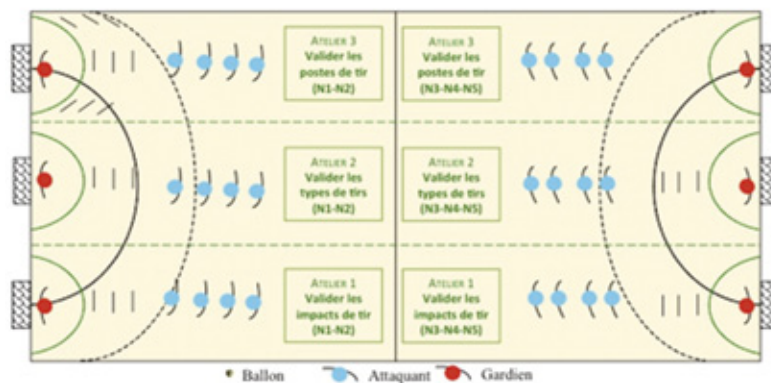 ATELIER 3
Valider les
postes de tir
(N1-N2)
ATELIER 3
Valider les
postes de tir
(N3-N4-N5)
ATELIER 2
Valider les
types de tirs
(N1-N2)
ATELIER 2
Valider les
types de tirs
(N3-N4-N5)
ATELIER 1
Valider les
impacts de tir
(N1-N2)
ATELIER 1
Valider les
impacts de tir
(N3-N4-N5)
Ballon Attaquant Gardien